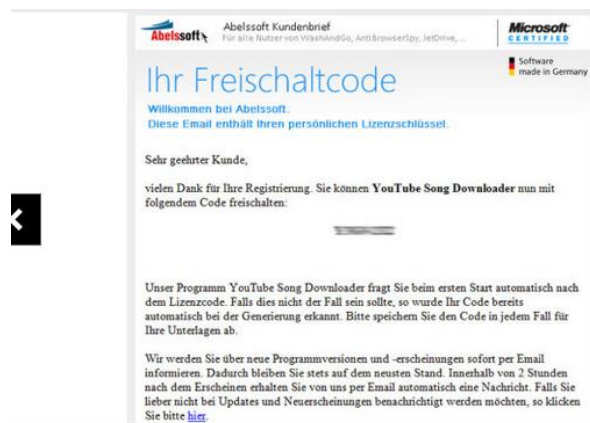 Abelssoft
Abelssoft Kundenbrief
Für alle Nutzer von WashAndGo, AntiBrowserSpy, JetDrive, ...
Microsoft
CERTIFIED
Software
made in Germany
Ihr Freischaltcode
Willkommen bei Abelssoft.
Diese Email enthält Ihren persönlichen Lizenzschlüssel.
Sehr geehrter Kunde,
vielen Dank für Ihre Registrierung. Sie können YouTube Song Downloader nun mit
folgendem Code freischalten:
Unser Programm YouTube Song Downloader fragt Sie beim ersten Start automatisch nach
dem Lizenzcode. Falls dies nicht der Fall sein sollte, so wurde Ihr Code bereits
automatisch bei der Generierung erkannt. Bitte speichern Sie den Code in jedem Fall für
Ihre Unterlagen ab.
Wir werden Sie über neue Programmversionen und -erscheinungen sofort per Email
informieren. Dadurch bleiben Sie stets auf dem neusten Stand. Innerhalb von 2 Stunden
nach dem Erscheinen erhalten Sie von uns per Email automatisch eine Nachricht. Falls Sie
lieber nicht bei Updates und Neuerscheinungen benachrichtigt werden möchten, so klicken
Sie bitte hier.